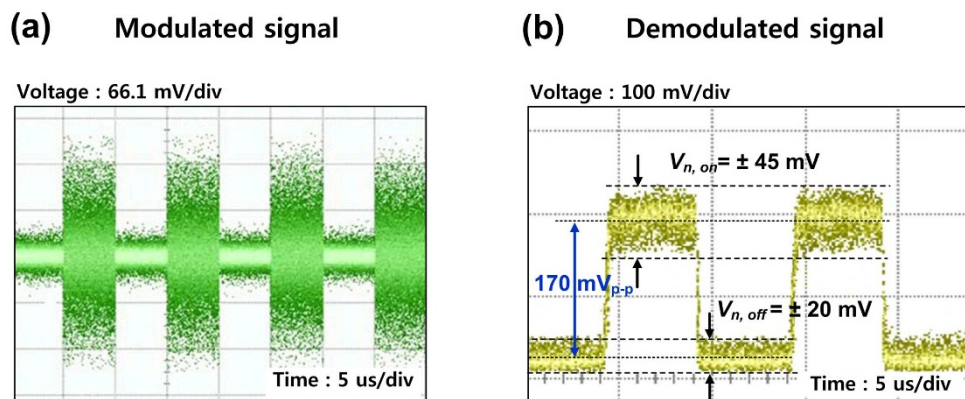 (a) Modulated signal
Voltage : 66.1 mV/div
Time : 5 us/div
(b) Demodulated signal
Voltage : 100 mV/div
Vn, on= ± 45 mV
170 mVp-p
Vn, off= ± 20 mV
Time : 5 us/div